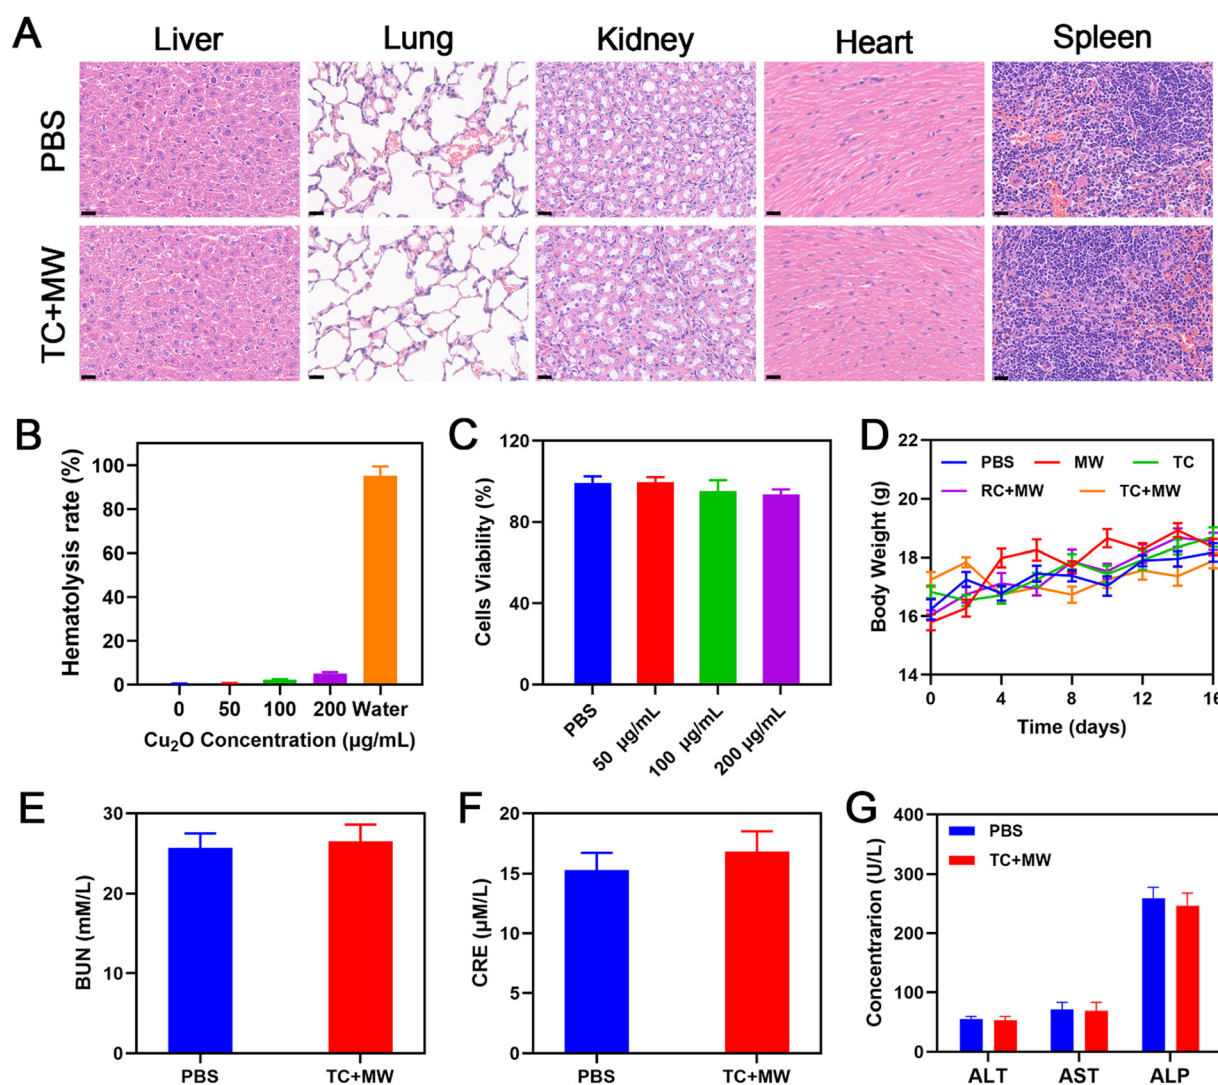 A
Liver Lung Kidney Heart Spleen
PBS
TC+MW
B
Hematolysis rate (%)
100
80
60
40
20
0
0 50 100 200 Water
Cu₂O Concentration (μg/mL)
C
Cells Viability (%)
120
80
40
0
PBS
50 μg/mL
100 μg/mL
200 μg/mL
D
Body Weight (g)
22
20
18
16
14
PBS MW TC
RC+MW TC+MW
0 4 8 12 16
Time (days)
E
BUN (mM/L)
30
20
10
0
PBS TC+MW
F
CRE (μM/L)
20
15
10
5
0
PBS TC+MW
G
Concentrarion (U/L)
400
300
200
100
0
PBS
TC+MW
ALT AST ALP